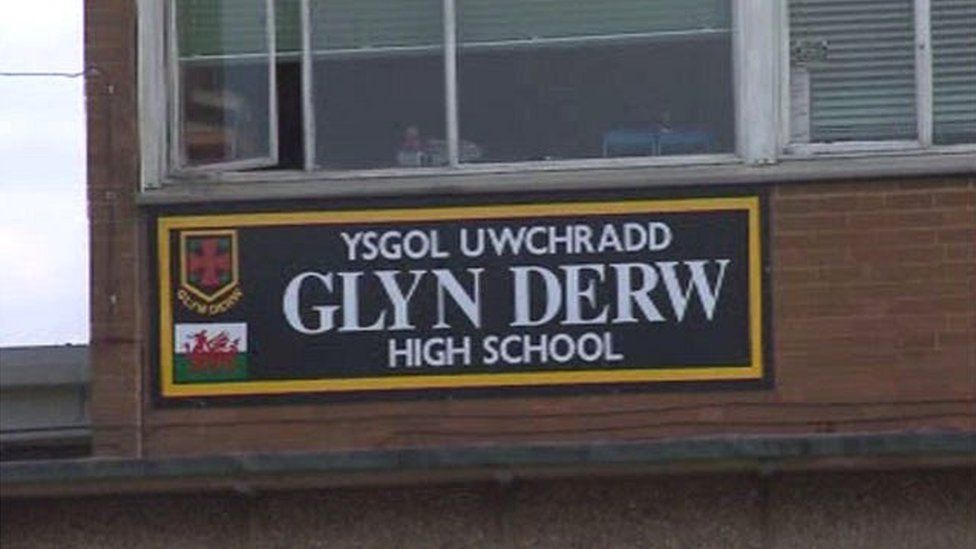 YSGOL UWCHRADD
GLYN DERW
HIGH SCHOOL
GLYN DERW